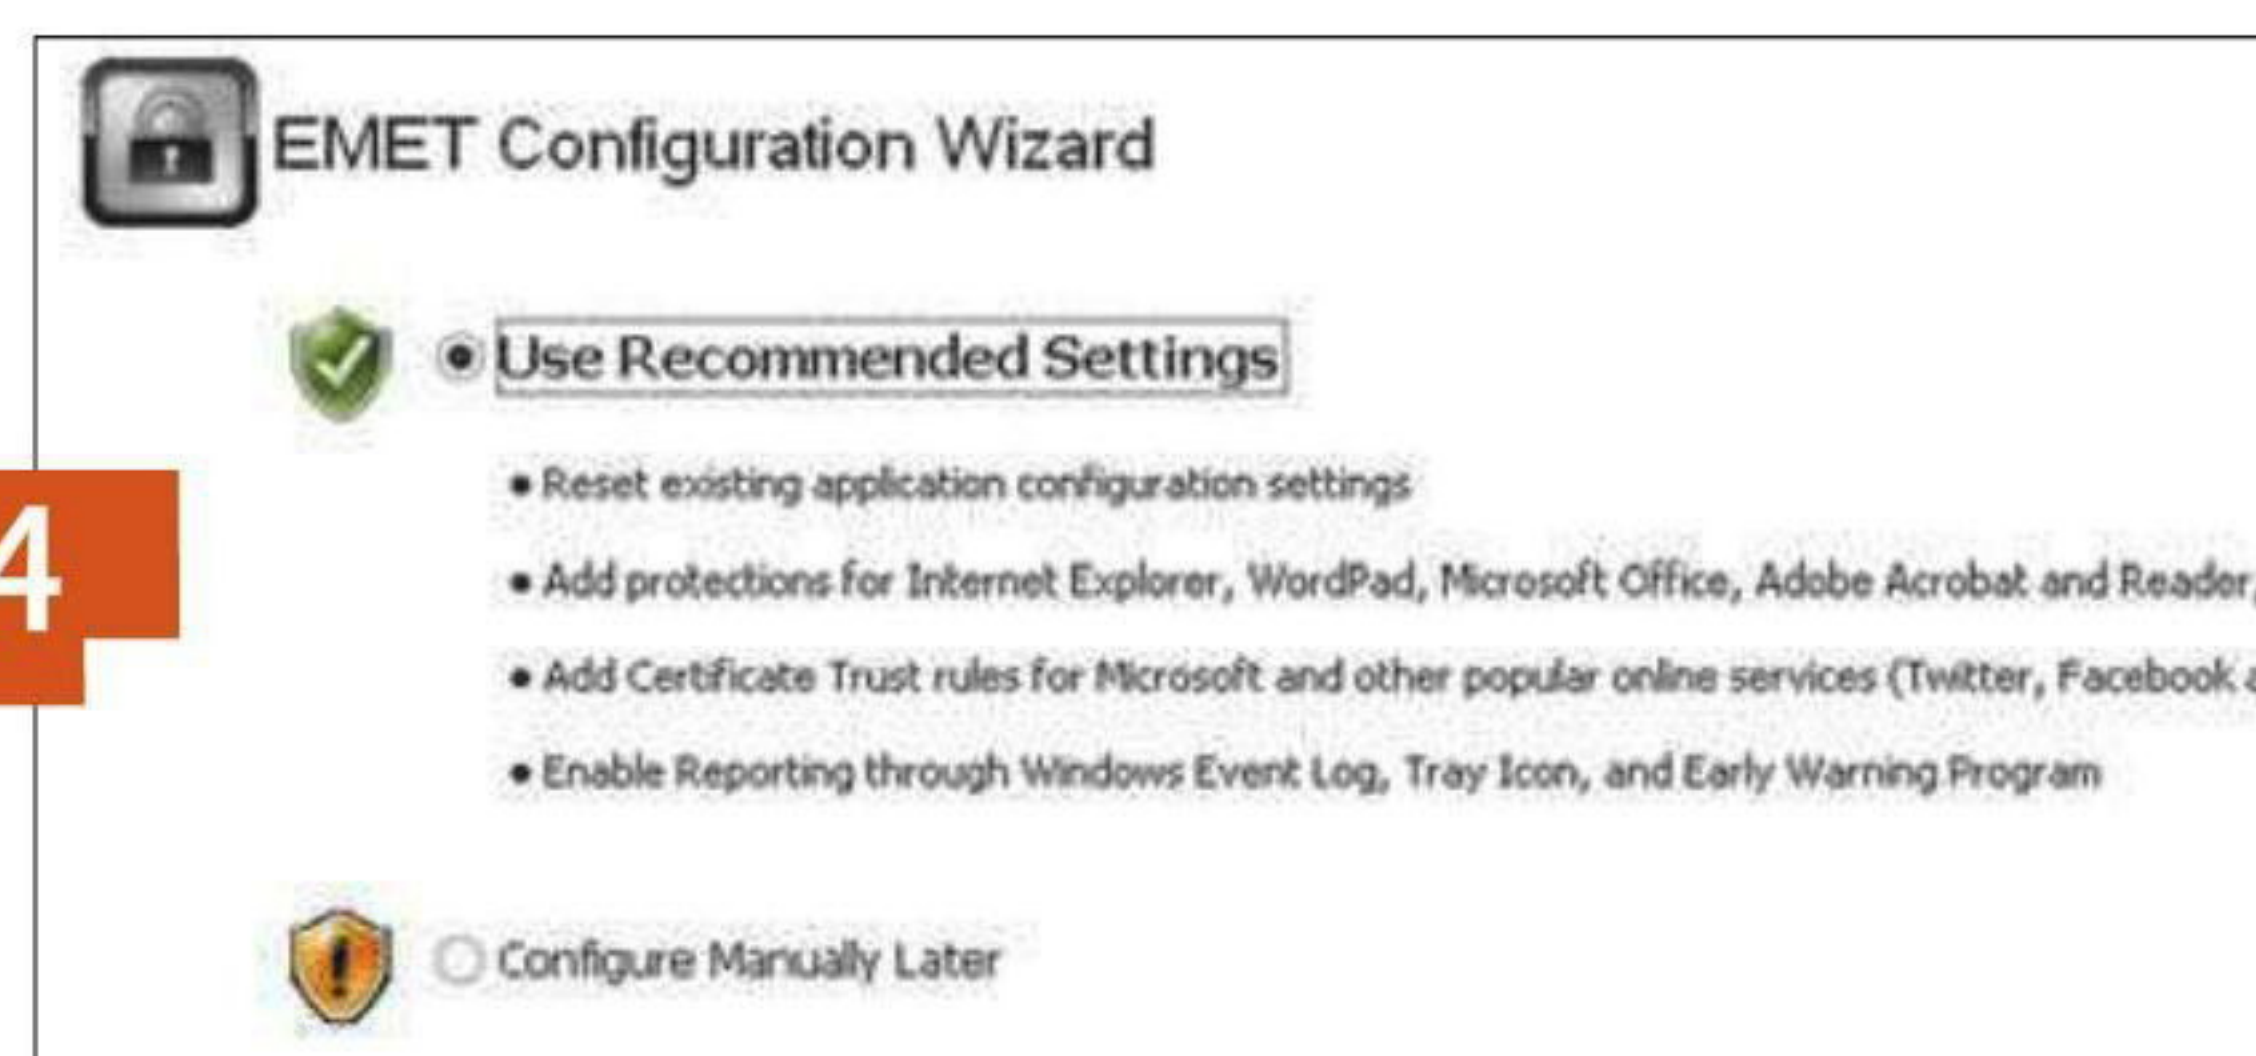 EMET Configuration Wizard
Use Recommended Settings
• Reset existing application configuration settings
• Add protections for Internet Explorer, WordPad, Microsoft Office, Adobe Acrobat and Reader,
4
• Add Certificate Trust rules for Microsoft and other popular online services (Twitter, Facebook
• Enable Reporting through Windows Event Log, Tray Icon, and Early Warning Program
Configure Manually Later